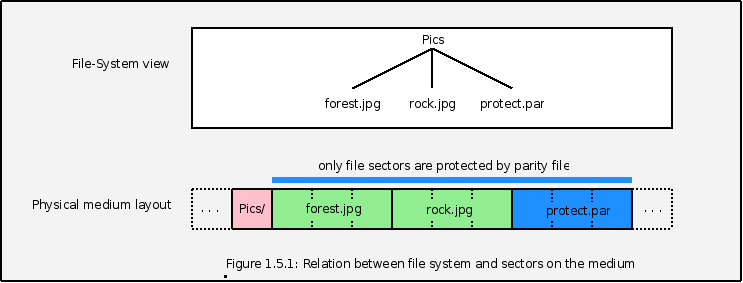 Pics
File-System view
forest.jpg rock.jpg protect.par
only file sectors are protected by parity file
Physical medium layout
. . . Pics/ forest.jpg rock.jpg protect.par . . .
Figure 1.5.1: Relation between file system and sectors on the medium